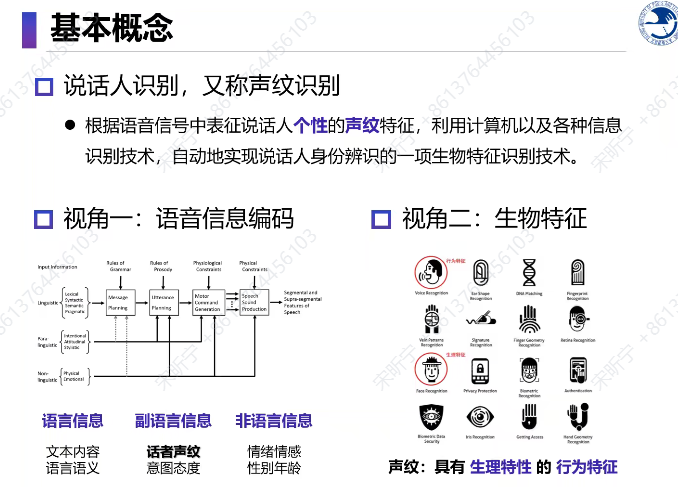 基本概念
说话人识别，又称声纹识别
根据语音信号中表征说话人个性的声纹特征，利用计算机以及各种信息
识别技术，自动地实现说话人身份辨识的一项生物特征识别技术。
视角一：语音信息编码
Input Information
Rules of Grammar
Rules of Prosody
Physiological Constraints
Physical Constraints
Linguistic
Lexical
Syntactic
Semantic
Pragmatic
Message Planning
Utterance Planning
Motor Command Generation
Speech Sound Production
Segmental and Supra-segmental Features of Speech
Para-linguistic
Intentional
Attitudinal
Stylistic
Non-linguistic
Physical
Emotional
语言信息
副语言信息
非语言信息
文本内容
话者声纹
情绪情感
语言语义
意图态度
性别年龄
视角二：生物特征
行为特征
Voice Recognition
Ear Shape Recognition
DNA Matching
Fingerprint Recognition
Vein Patterns Recognition
Signature Recognition
Finger Geometry Recognition
Retina Recognition
生理特征
Face Recognition
Privacy Protection
Biometric Recognition
Authentication
Biometric Data Security
Iris Recognition
Getting Access
Hand Geometry Recognition
声纹：具有 生理特性 的 行为特征
宋昕宁 +8613764456103